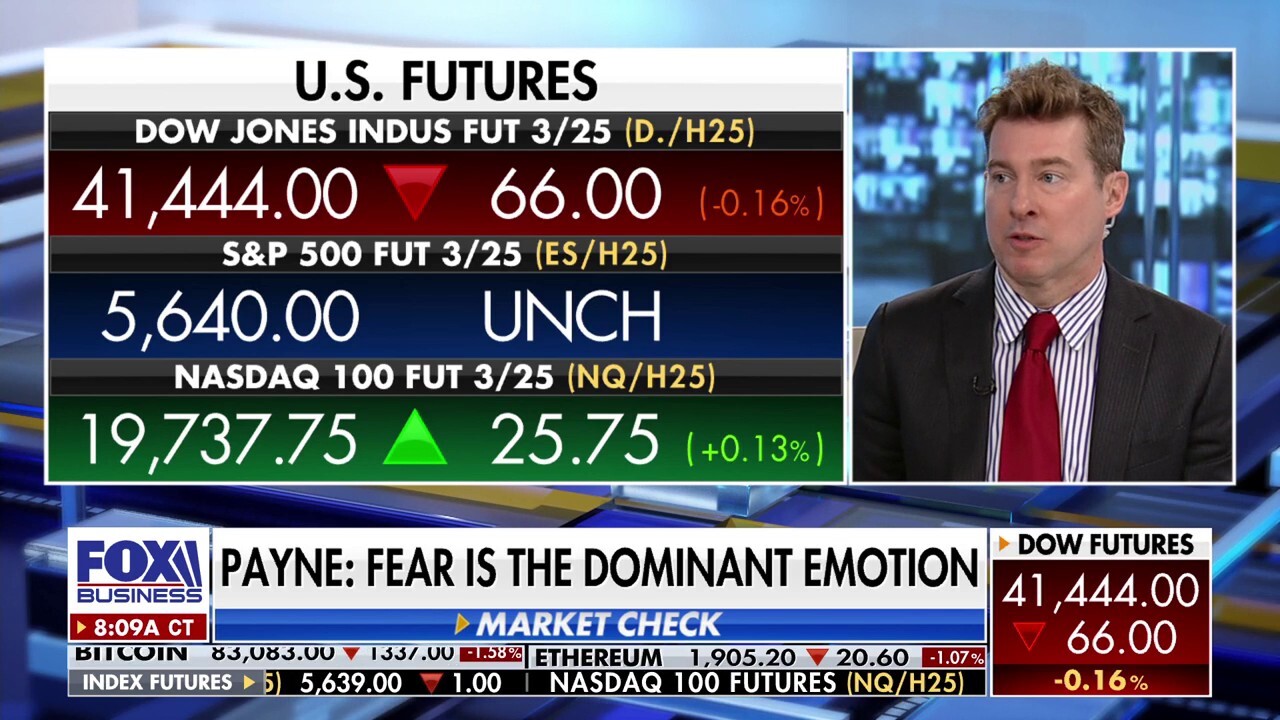 U.S. FUTURES
DOW JONES INDUS FUT 3/25 (D./H25)
41,444.00 ▼ 66.00 (-0.16%)
S&P 500 FUT 3/25 (ES/H25)
5,640.00 UNCH
NASDAQ 100 FUT 3/25 (NQ/H25)
19,737.75 ▲ 25.75 (+0.13%)
FOX
BUSINESS
8:09A CT
PAYNE: FEAR IS THE DOMINANT EMOTION
MARKET CHECK
DOW FUTURES
41,444.00
▼ 66.00
-0.16%
BITCOIN 83,083.00 ▼ 1337.00 -1.58% ETHEREUM 1,905.20 ▼ 20.60 -1.07%
INDEX FUTURES 5) 5,639.00 ▼ 1.00 NASDAQ 100 FUTURES (NQ/H25)